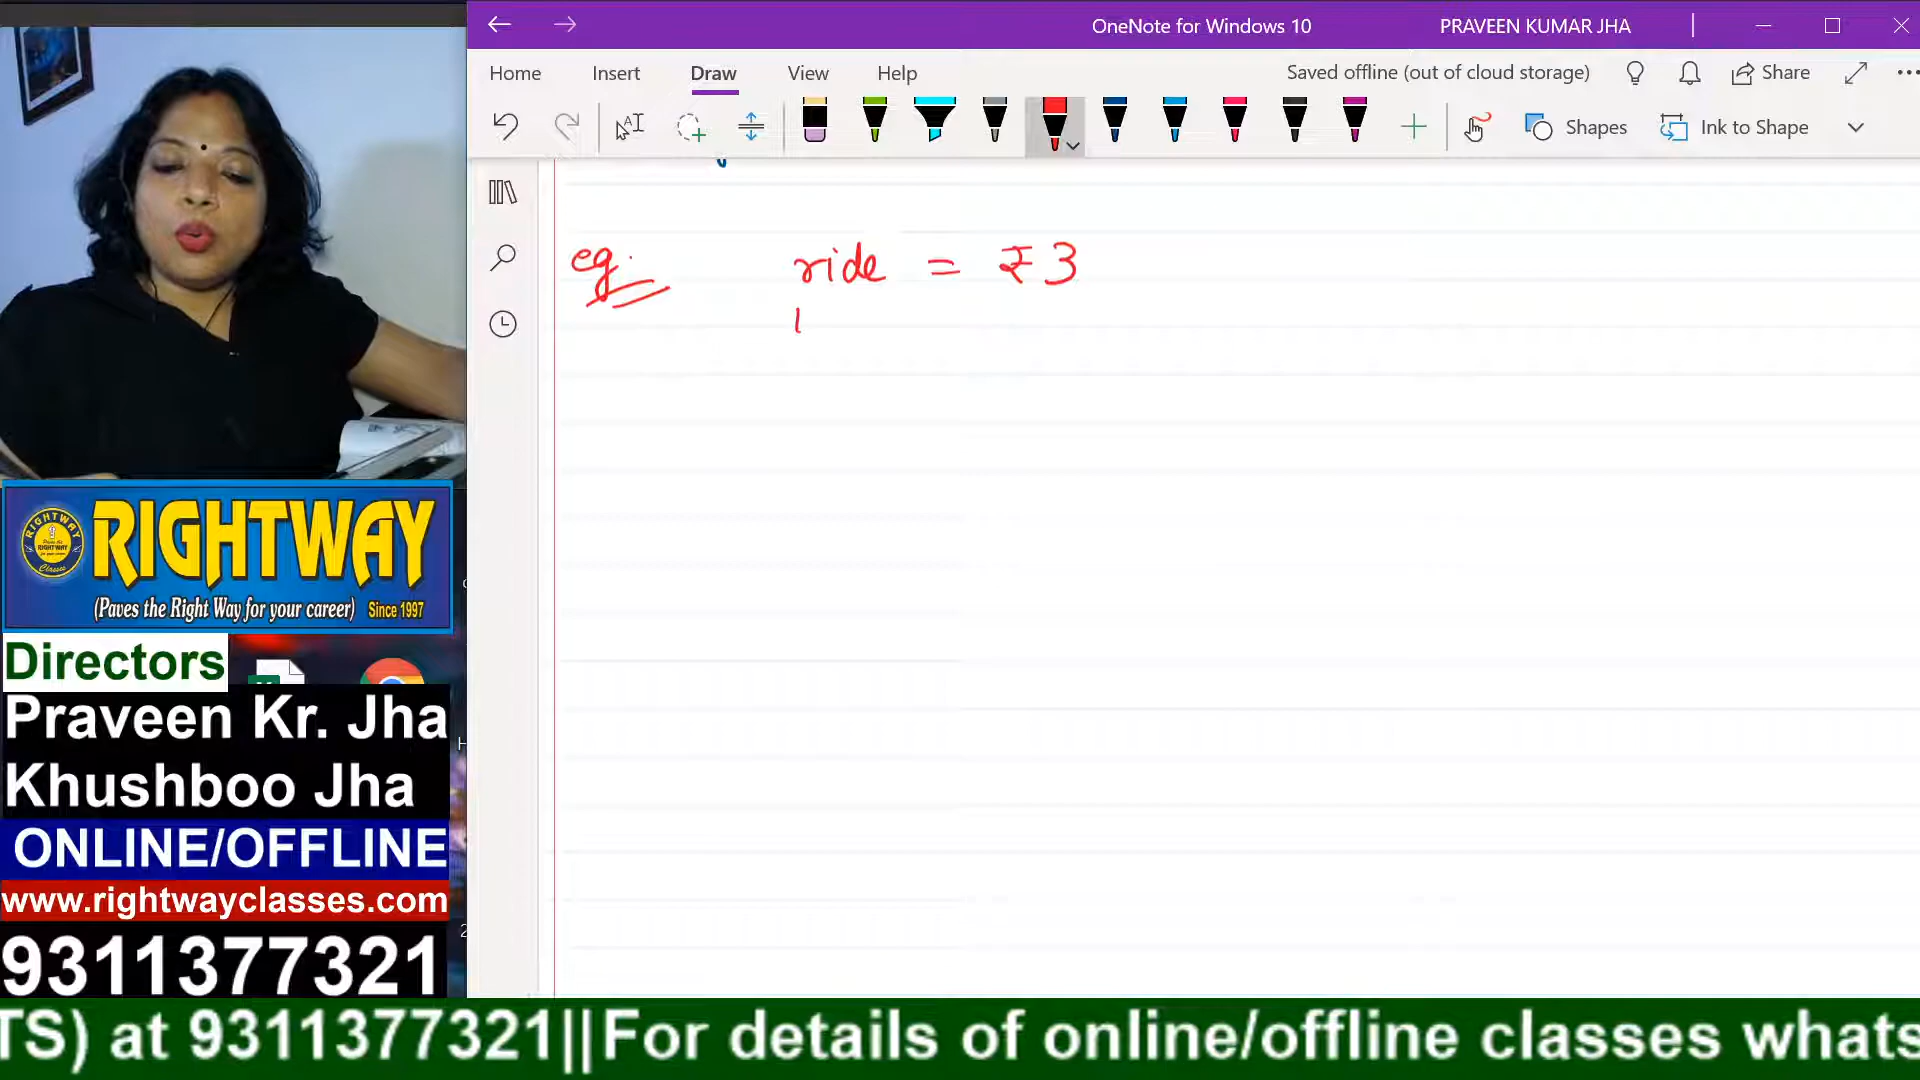 OneNote for Windows 10
PRAVEEN KUMAR JHA
Home Insert Draw View Help
Saved offline (out of cloud storage)
Share
Shapes
Ink to Shape
eg. ride = ₹3
RIGHTWAY
(Paves the Right Way for your career) Since 1997
Directors
Praveen Kr. Jha
Khushboo Jha
ONLINE/OFFLINE
www.rightwayclasses.com
9311377321
TS) at 9311377321||For details of online/offline classes whats